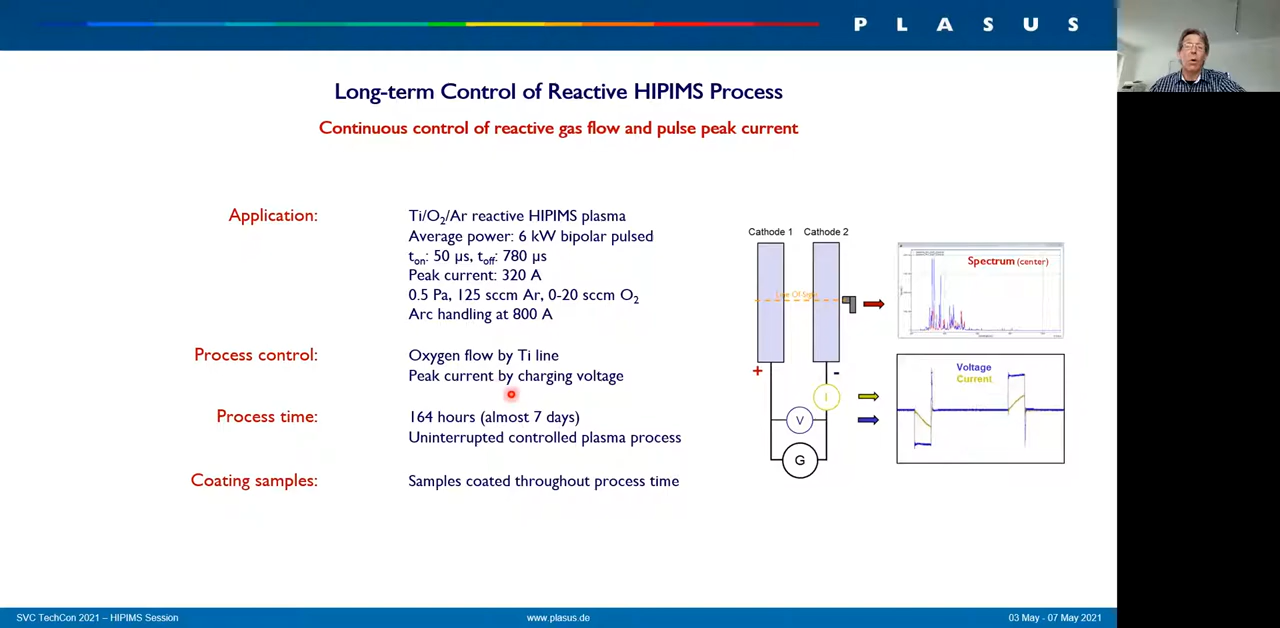 P L A S U S
Long-term Control of Reactive HIPIMS Process
Continuous control of reactive gas flow and pulse peak current
Application:
Ti/O₂/Ar reactive HIPIMS plasma
Average power: 6 kW bipolar pulsed
tₒₙ: 50 µs, tₒff: 780 µs
Peak current: 320 A
0.5 Pa, 125 sccm Ar, 0-20 sccm O₂
Arc handling at 800 A
Process control:
Oxygen flow by Ti line
Peak current by charging voltage
Process time:
164 hours (almost 7 days)
Uninterrupted controlled plasma process
Coating samples:
Samples coated throughout process time
Cathode 1
Cathode 2
Line Of Sight
+
-
I
V
G
Spectrum (center)
Voltage
Current
SVC TechCon 2021 – HIPIMS Session
www.plasus.de
03 May - 07 May 2021